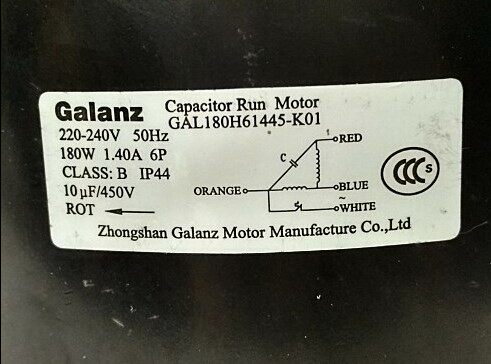 Galanz
Capacitor Run Motor
GAL180H61445-K01
220-240V 50Hz
180W 1.40A 6P
CLASS: B IP44
10μF/450V
ROT
C
1
RED
ORANGE
BLUE
~
WHITE
CCC S
Zhongshan Galanz Motor Manufacture Co.,Ltd